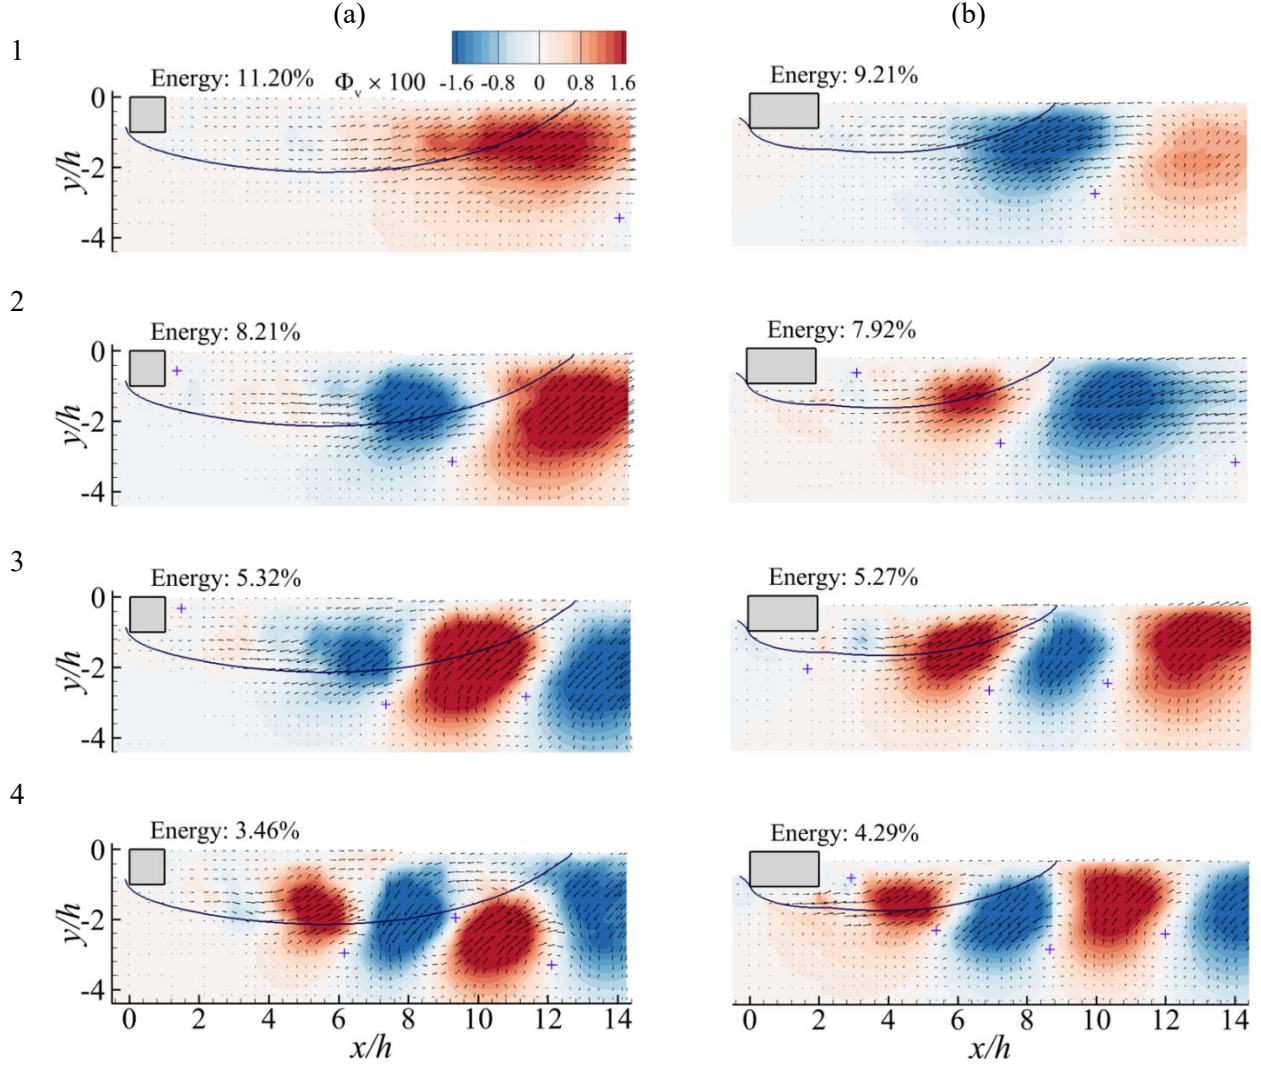 (a) (b)
1
Energy: 11.20% Φv × 100 -1.6 -0.8 0 0.8 1.6
Energy: 9.21%
0
-2
-4
y/h
2
Energy: 8.21%
Energy: 7.92%
0
-2
-4
y/h
3
Energy: 5.32%
Energy: 5.27%
0
-2
-4
y/h
4
Energy: 3.46%
Energy: 4.29%
0
-2
-4
y/h
0 2 4 6 8 10 12 14
x/h
0 2 4 6 8 10 12 14
x/h